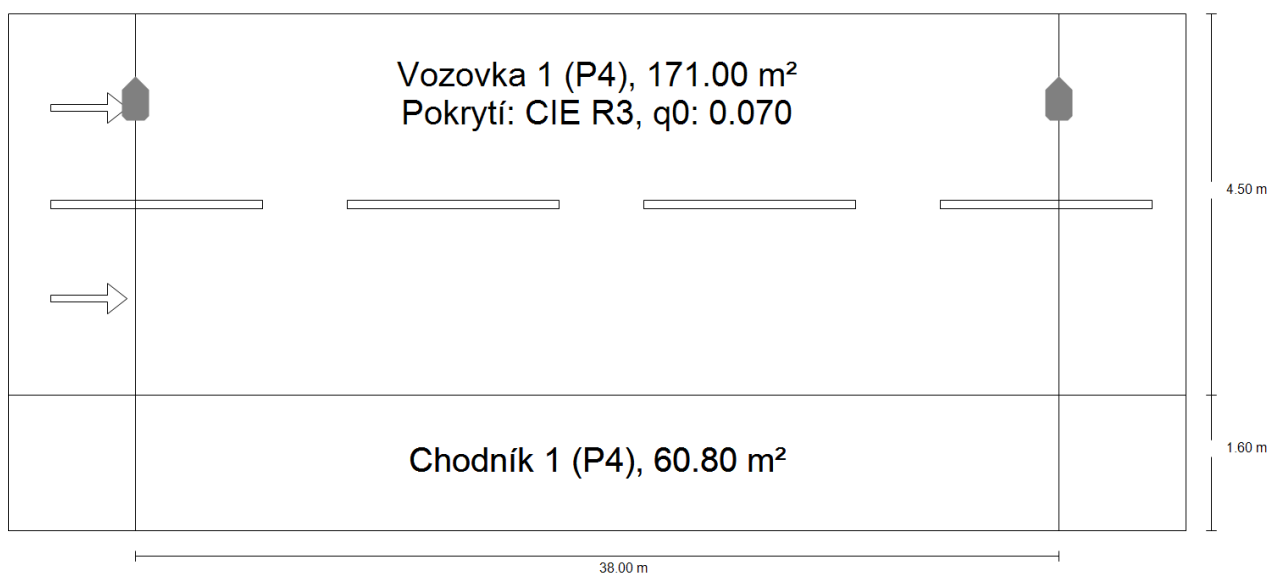 Vozovka 1 (P4), 171.00 m²
Pokrytí: CIE R3, q0: 0.070
4.50 m
Chodník 1 (P4), 60.80 m²
1.60 m
38.00 m